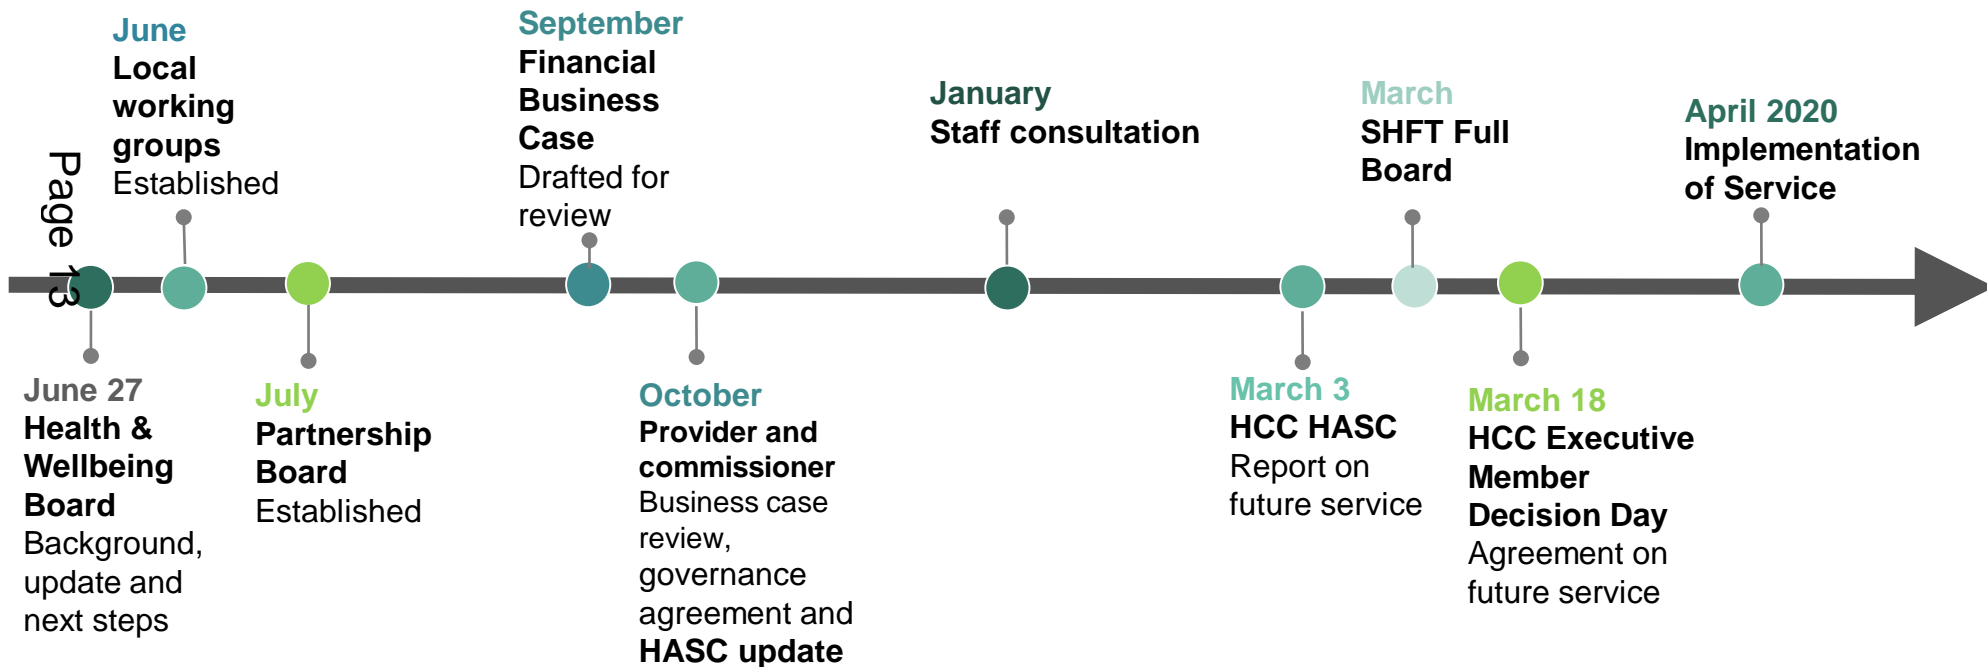 Page 13
June
Local
working
groups
Established
September
Financial
Business
Case
Drafted for
review
January
Staff consultation
March
SHFT Full
Board
April 2020
Implementation
of Service
June 27
Health &
Wellbeing
Board
Background,
update and
next steps
July
Partnership
Board
Established
October
Provider and
commissioner
Business case
review,
governance
agreement and
HASC update
March 3
HCC HASC
Report on
future service
March 18
HCC Executive
Member
Decision Day
Agreement on
future service